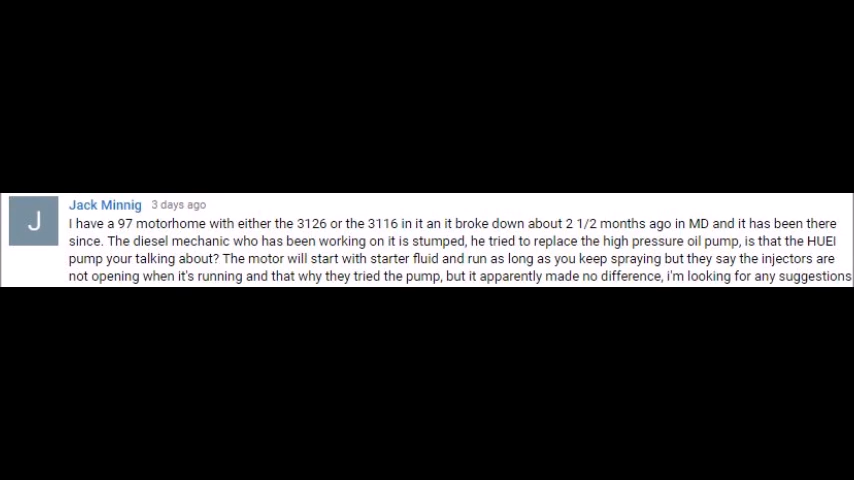 J
Jack Minnig 3 days ago
I have a 97 motorhome with either the 3126 or the 3116 in it an it broke down about 2 1/2 months ago in MD and it has been there
since. The diesel mechanic who has been working on it is stumped, he tried to replace the high pressure oil pump, is that the HUEI
pump your talking about? The motor will start with starter fluid and run as long as you keep spraying but they say the injectors are
not opening when it's running and that why they tried the pump, but it apparently made no difference, i'm looking for any suggestions